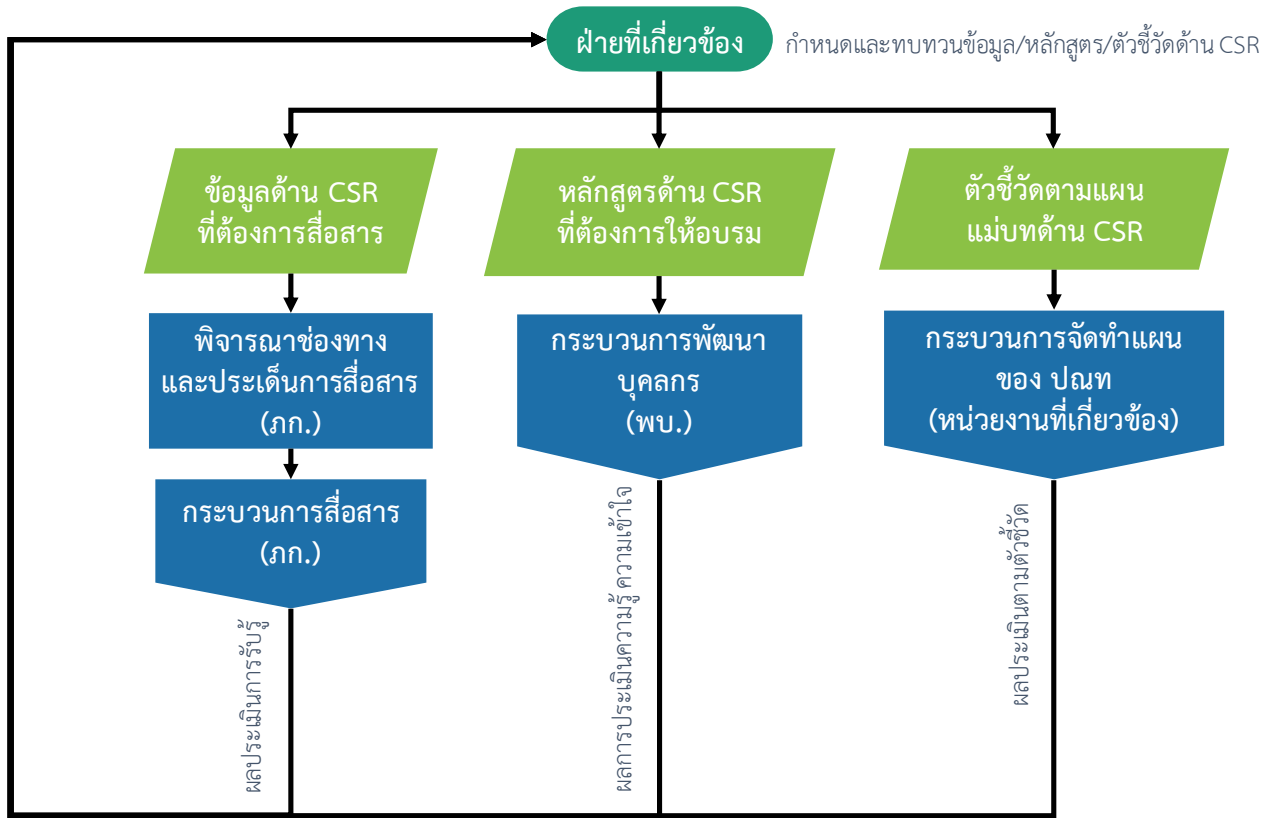 ฝ่ายที่เกี่ยวข้อง
กำหนดและทบทวนข้อมูล/หลักสูตร/ตัวชี้วัดด้าน CSR
ข้อมูลด้าน CSR
ที่ต้องการสื่อสาร
หลักสูตรด้าน CSR
ที่ต้องการให้อบรม
ตัวชี้วัดตามแผน
แม่บทด้าน CSR
พิจารณาช่องทาง
และประเด็นการสื่อสาร
(ภก.)
กระบวนการพัฒนา
บุคลกร
(พบ.)
กระบวนการจัดทำแผน
ของ ปณท
(หน่วยงานที่เกี่ยวข้อง)
กระบวนการสื่อสาร
(ภก.)
ผลประเมินการรับรู้
ผลการประเมินความรู้ ความเข้าใจ
ผลประเมินตามตัวชี้วัด